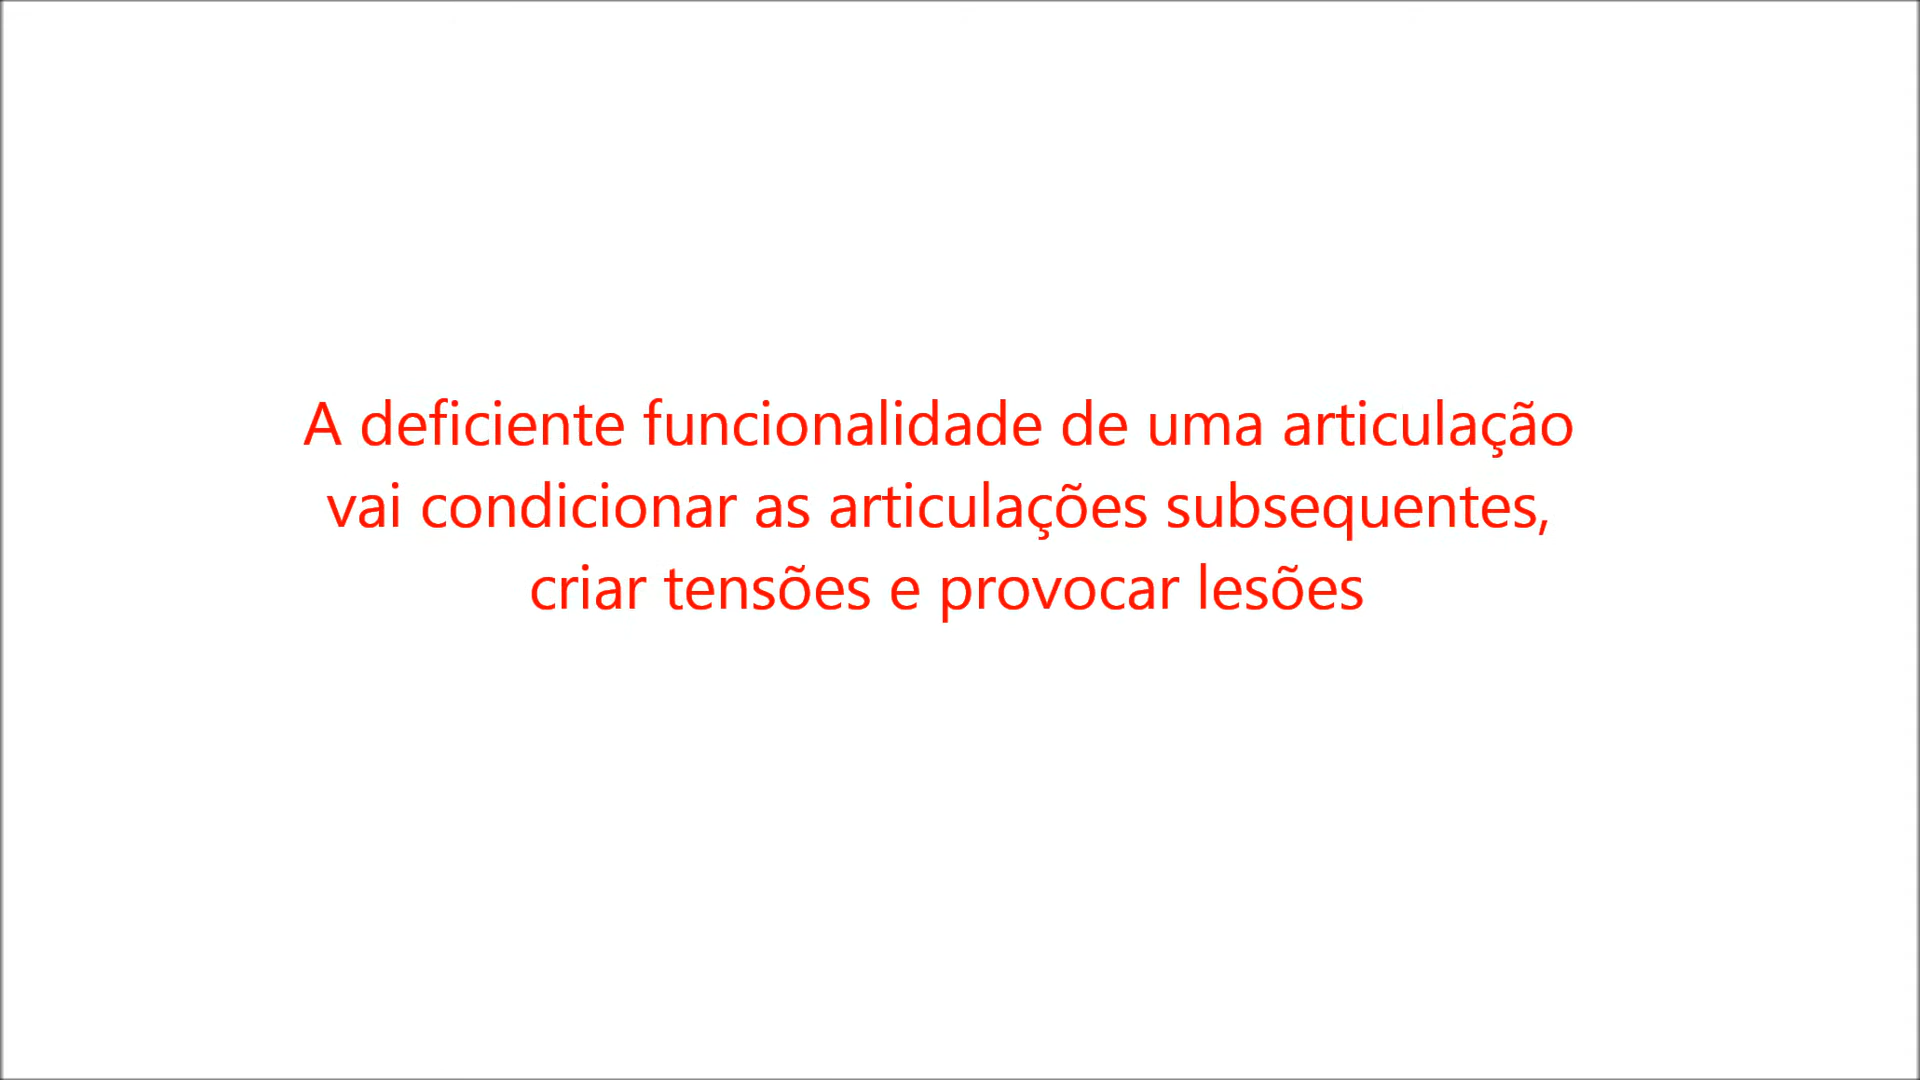 A deficiente funcionalidade de uma articulação
vai condicionar as articulações subsequentes,
criar tensões e provocar lesões